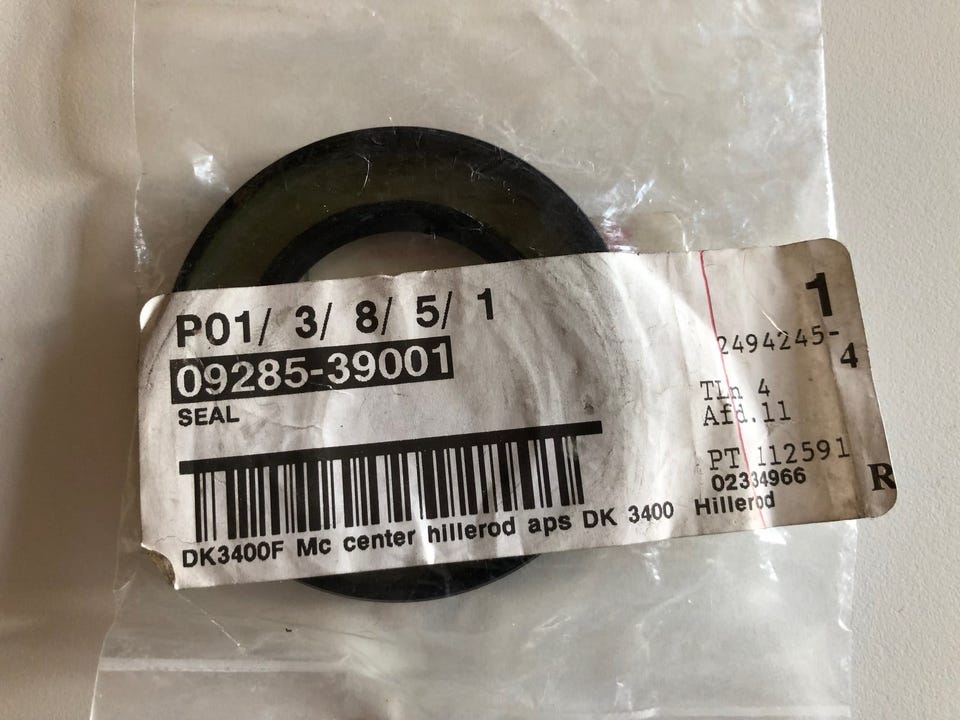 P01/ 3/ 8/ 5/ 1
1
09285-39001
2494245-
4
SEAL
TLn 4
Afd.11
PT 112591
02334966
R
DK3400F Mc center hillerod aps DK 3400 Hillerod